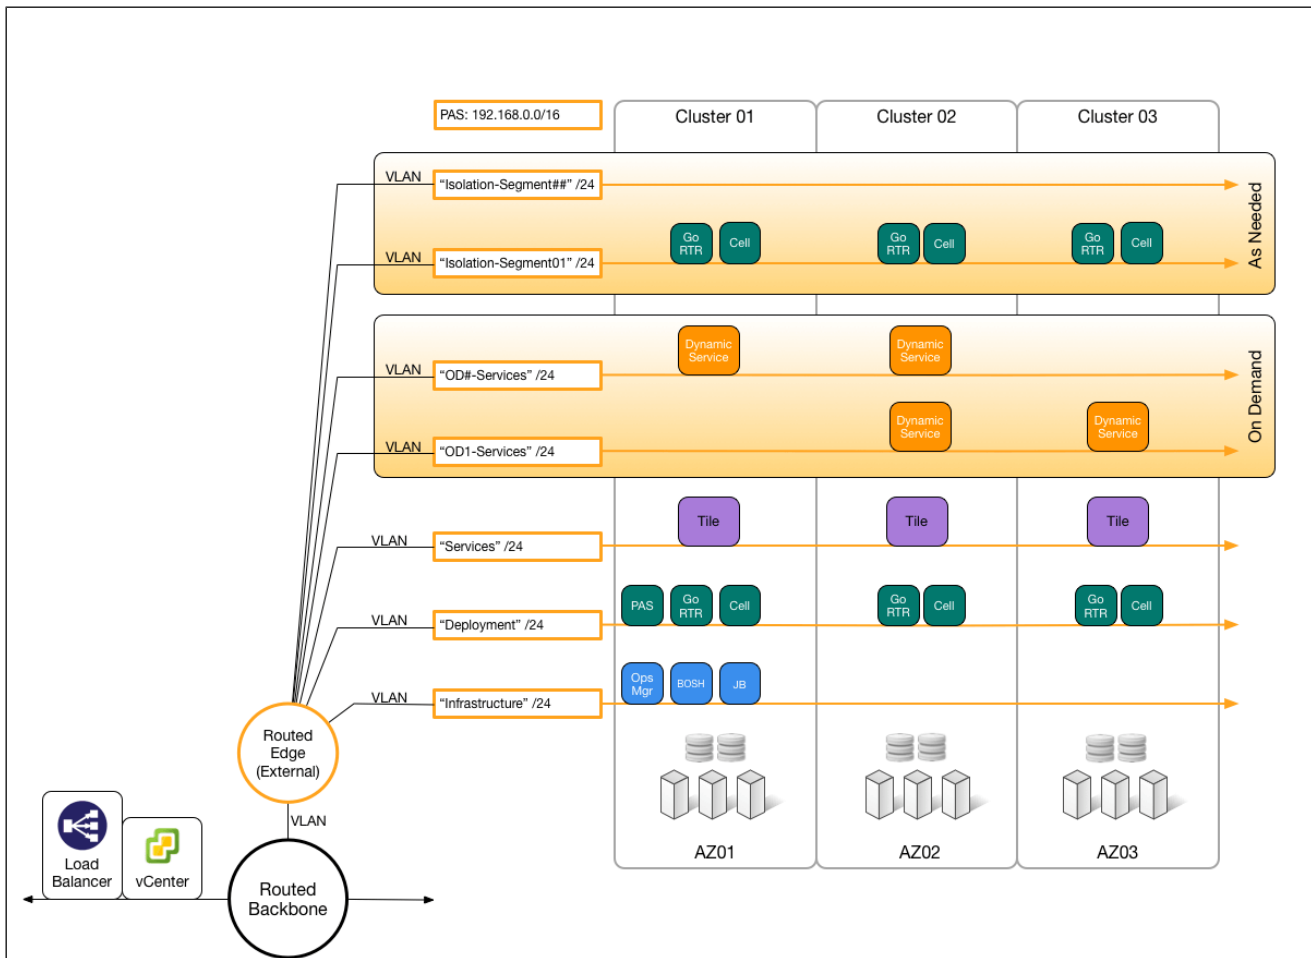 PAS: 192.168.0.0/16
Cluster 01
Cluster 02
Cluster 03
VLAN
“Isolation-Segment##” /24
As Needed
Go
RTR
Cell
Go
RTR
Cell
Go
RTR
Cell
VLAN
“Isolation-Segment01” /24
Dynamic
Service
Dynamic
Service
VLAN
“OD#-Services” /24
On Demand
Dynamic
Service
Dynamic
Service
VLAN
“OD1-Services” /24
Tile
Tile
Tile
VLAN
“Services” /24
PAS
Go
RTR
Cell
Go
RTR
Cell
Go
RTR
Cell
VLAN
“Deployment” /24
Ops
Mgr
BOSH
JB
VLAN
“Infrastructure” /24
Routed
Edge
(External)
VLAN
AZ01
AZ02
AZ03
Load
Balancer
vCenter
Routed
Backbone